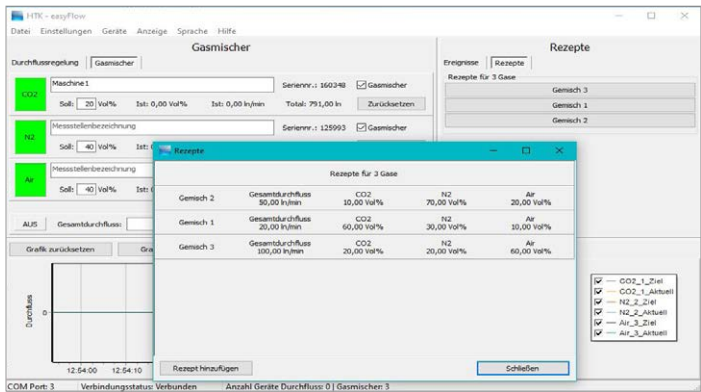 HTK - easyFlow
Datei Einstellungen Geräte Anzeige Sprache Hilfe
Gasmischer
Durchflussregelung Gasmischer
CO2
Maschine1
Seriennr.: 160348 Gasmischer
Soll: 20 Vol% Ist: 0,00 Vol% Ist: 0,00 ln/min Total: 791,00 ln Zurücksetzen
N2
Messstellenbezeichnung
Seriennr.: 125993 Gasmischer
Soll: 40 Vol% Ist:
Air
Messstellenbezeichnung
Soll: 40 Vol% Ist:
AUS Gesamtdurchfluss:
Grafik zurücksetzen Gra
Durchfluss
0
12:54:00 12:54:10
Rezepte
Ereignisse Rezepte
Rezepte für 3 Gase
Gemisch 3
Gemisch 1
Gemisch 2
Rezepte
Rezepte für 3 Gase
Gemisch 2 Gesamtdurchfluss CO2 N2 Air
50,00 ln/min 10,00 Vol% 70,00 Vol% 20,00 Vol%
Gemisch 1 Gesamtdurchfluss CO2 N2 Air
20,00 ln/min 60,00 Vol% 30,00 Vol% 10,00 Vol%
Gemisch 3 Gesamtdurchfluss CO2 N2 Air
100,00 ln/min 20,00 Vol% 20,00 Vol% 60,00 Vol%
Rezept hinzufügen Schließen
CO2_1_Ziel
CO2_1_Aktuell
N2_2_Ziel
N2_2_Aktuell
Air_3_Ziel
Air_3_Aktuell
COM Port: 3 Verbindungsstatus: Verbunden Anzahl Geräte Durchfluss: 0 | Gasmischer: 3